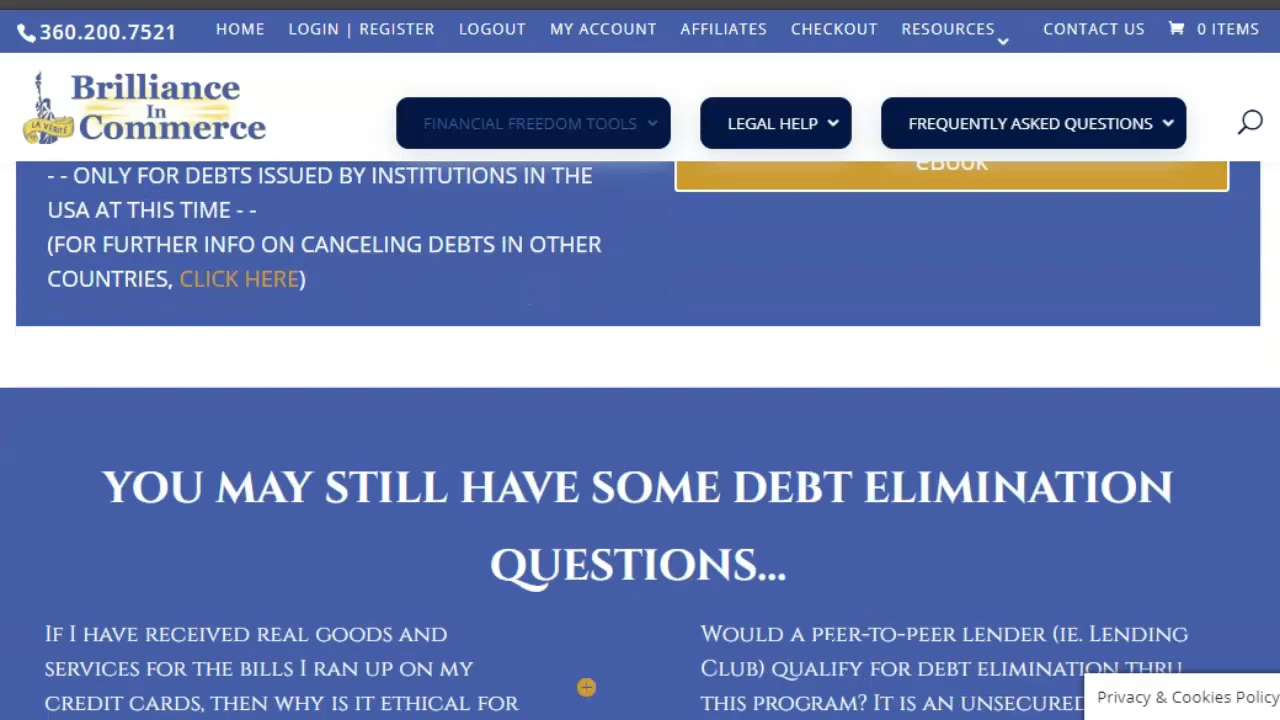 360.200.7521 HOME LOGIN | REGISTER LOGOUT MY ACCOUNT AFFILIATES CHECKOUT RESOURCES CONTACT US 0 ITEMS
Brilliance
In
Commerce
LA VERITE
FINANCIAL FREEDOM TOOLS LEGAL HELP FREQUENTLY ASKED QUESTIONS
eBook
- - ONLY FOR DEBTS ISSUED BY INSTITUTIONS IN THE
USA AT THIS TIME - -
(FOR FURTHER INFO ON CANCELING DEBTS IN OTHER
COUNTRIES, CLICK HERE)
YOU MAY STILL HAVE SOME DEBT ELIMINATION
QUESTIONS...
If I have received real goods and
services for the bills I ran up on my
credit cards, then why is it ethical for
Would a peer-to-peer lender (ie. Lending
Club) qualify for debt elimination thru
this program? It is an unsecured
Privacy & Cookies Policy